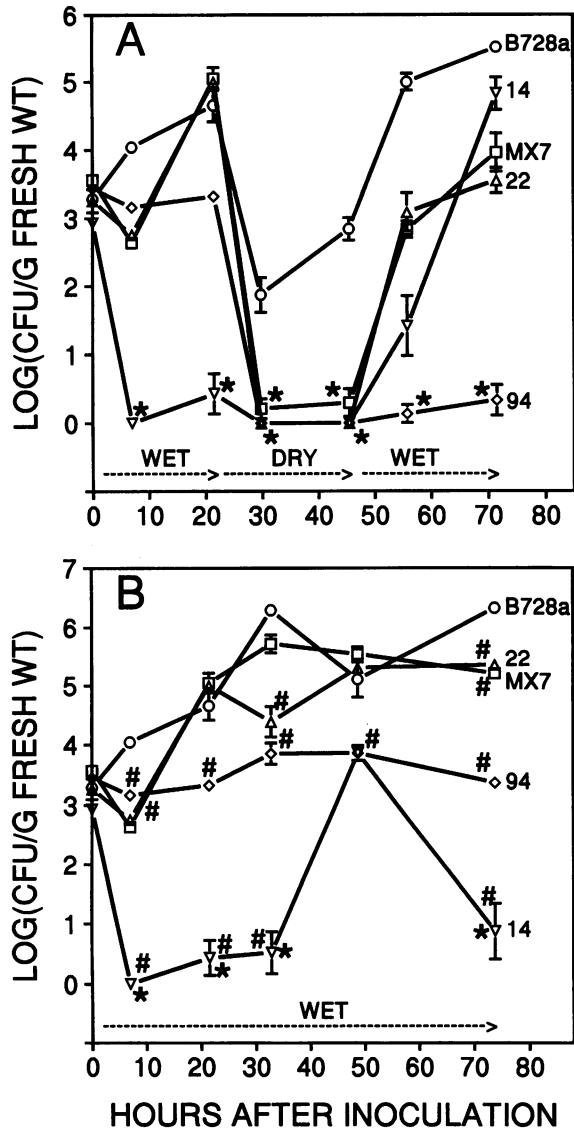 A
LOG(CFU/G FRESH WT)
6
5
4
3
2
1
0
B728a
14
MX7
22
94
*
*
*
*
*
*
*
*
WET DRY WET
0 10 20 30 40 50 60 70 80
B
LOG(CFU/G FRESH WT)
7
6
5
4
3
2
1
0
B728a
# 22
# MX7
#
#
# # # #
# 94
#
#
* 14
# # # *
* *
WET
0 10 20 30 40 50 60 70 80
HOURS AFTER INOCULATION